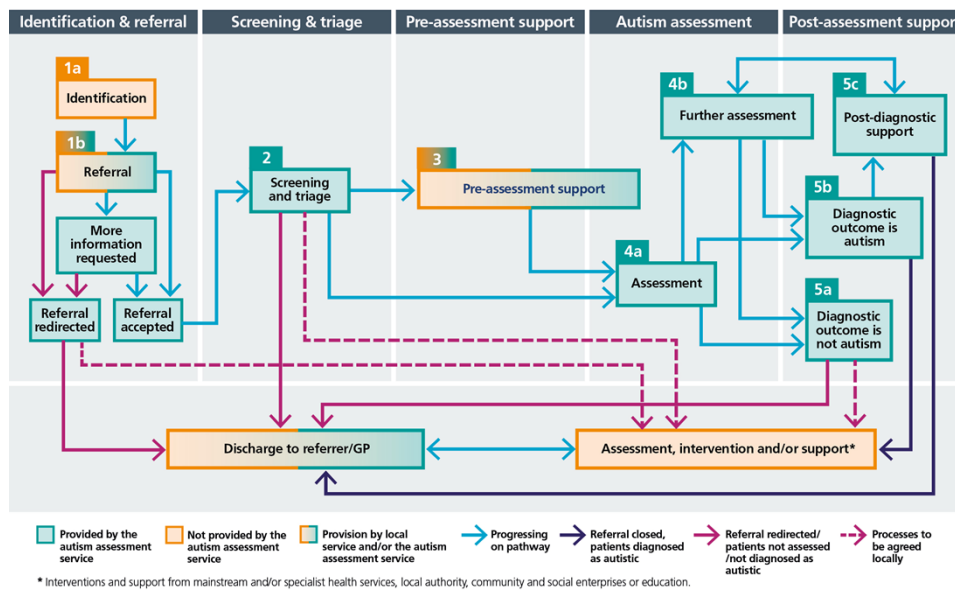 Identification & referral
Screening & triage
Pre-assessment support
Autism assessment
Post-assessment support
1a
Identification
1b
Referral
More
information
requested
Referral
redirected
Referral
accepted
2
Screening
and triage
3
Pre-assessment support
4a
Assessment
4b
Further assessment
5c
Post-diagnostic
support
5b
Diagnostic
outcome is
autism
5a
Diagnostic
outcome is
not autism
Discharge to referrer/GP
Assessment, intervention and/or support*
Provided by the
autism assessment
service
Not provided by the
autism assessment
service
Provision by local
service and/or the autism
assessment service
Progressing
on pathway
Referral closed,
patients diagnosed
as autistic
Referral redirected/
patients not assessed
/not diagnosed as
autistic
Processes to
be agreed
locally
* Interventions and support from mainstream and/or specialist health services, local authority, community and social enterprises or education.